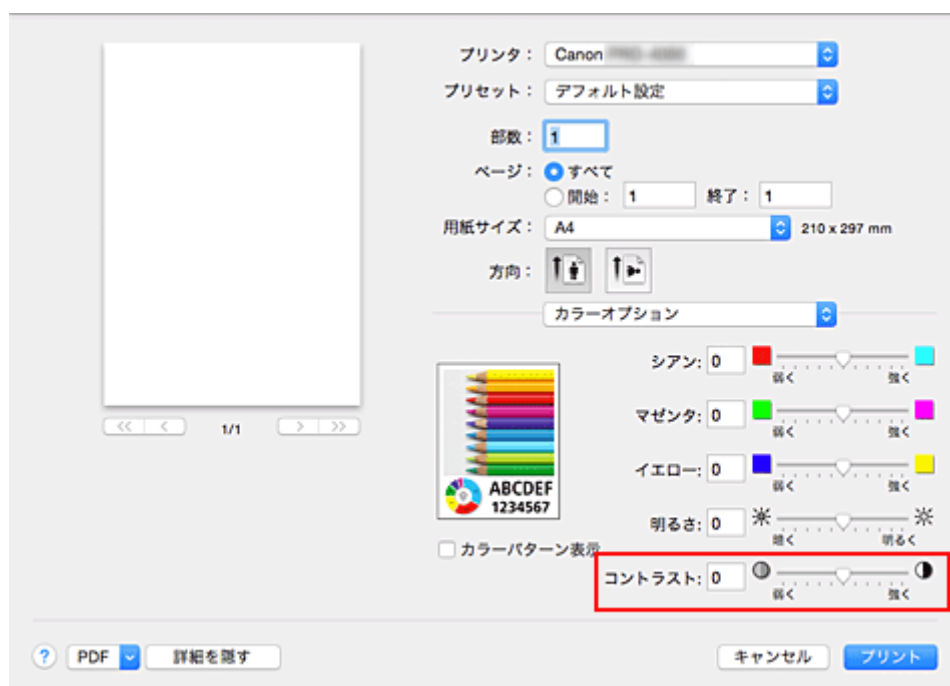 プリンタ： Canon
プリセット： デフォルト設定
部数： 1
ページ： すべて
開始： 1 終了： 1
用紙サイズ： A4 210 x 297 mm
方向：
カラーオプション
シアン: 0
弱く 強く
マゼンタ: 0
弱く 強く
イエロー: 0
弱く 強く
明るさ: 0
暗く 明るく
コントラスト: 0
弱く 強く
ABCDEF
1234567
カラーパターン表示
<< < 1/1 > >>
? PDF 詳細を隠す キャンセル プリント